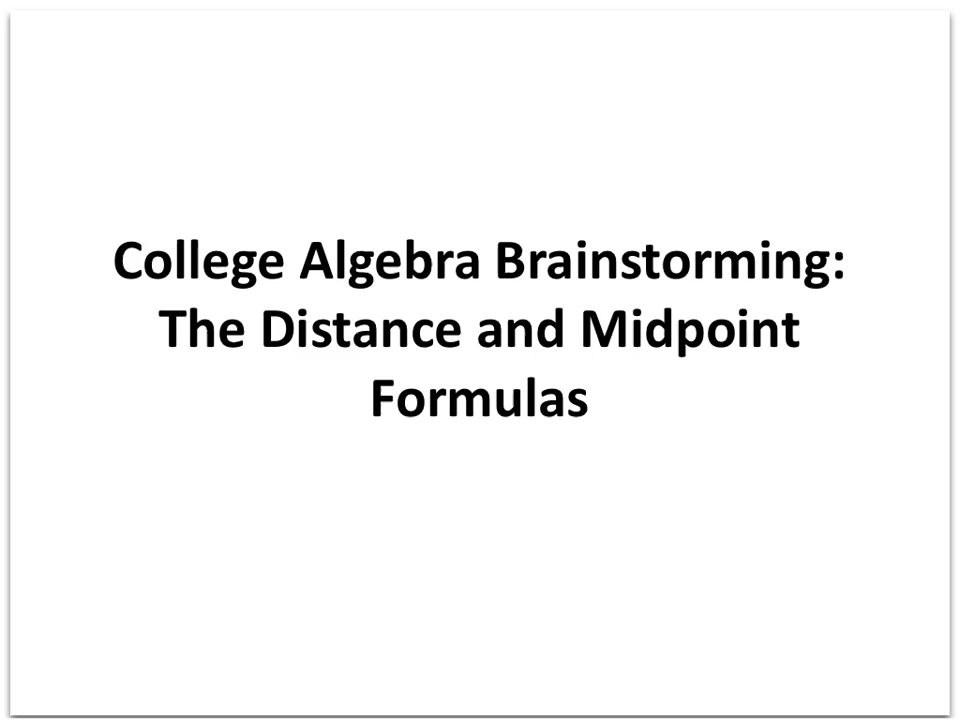 College Algebra Brainstorming:
The Distance and Midpoint
Formulas